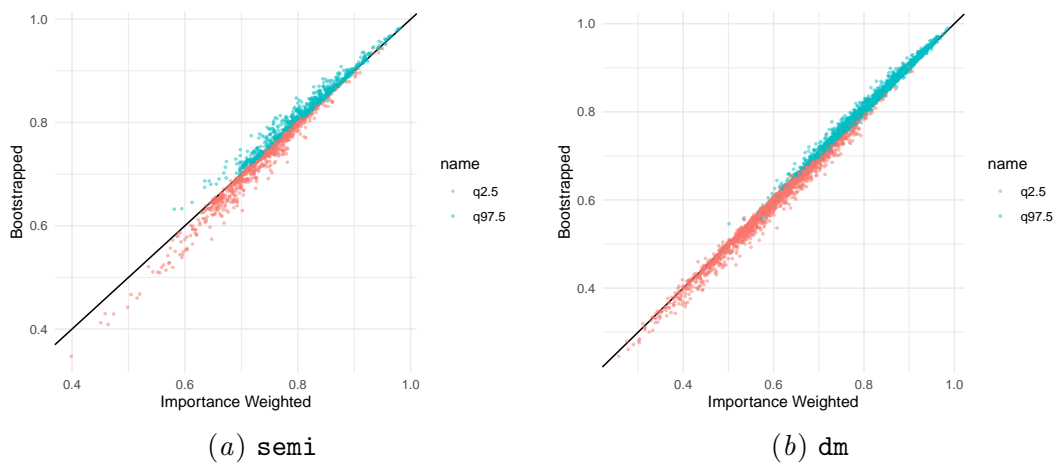 1.0
0.8
0.6
0.4
Bootstrapped
0.4 0.6 0.8 1.0
Importance Weighted
name
q2.5
q97.5
(a) semi
1.0
0.8
0.6
0.4
Bootstrapped
0.4 0.6 0.8 1.0
Importance Weighted
name
q2.5
q97.5
(b) dm